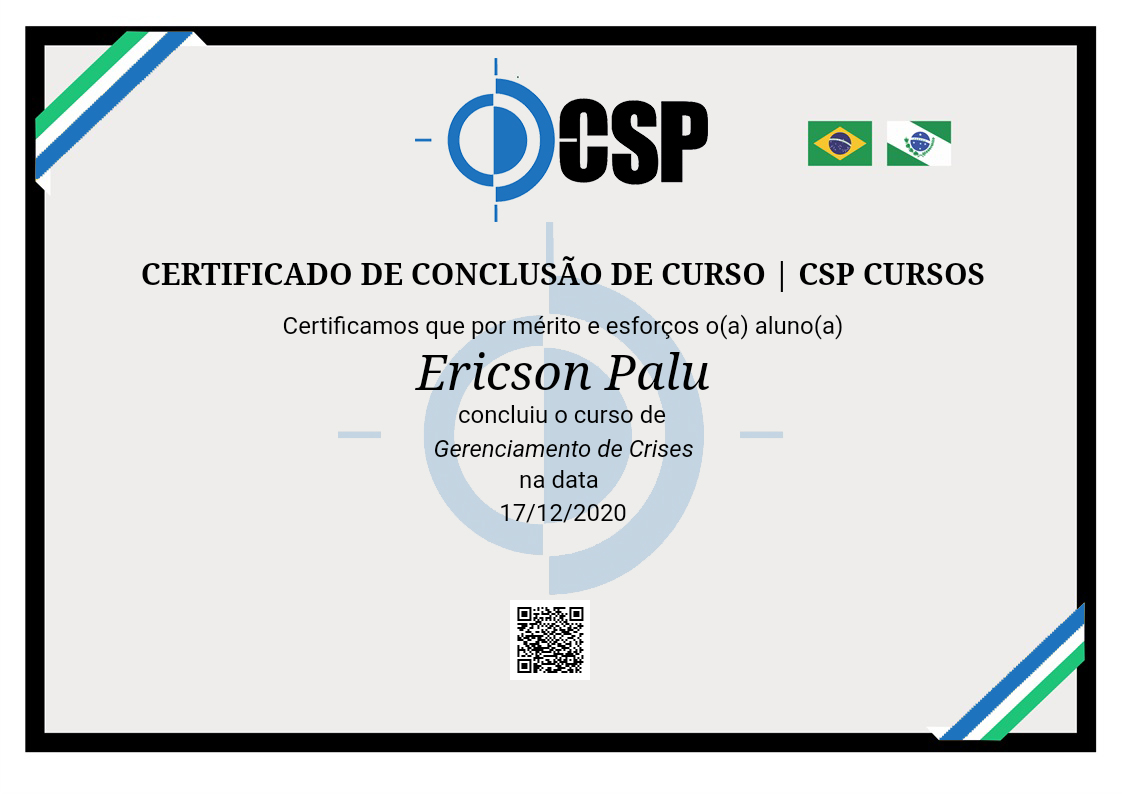 CSP
CERTIFICADO DE CONCLUSÃO DE CURSO | CSP CURSOS
Certificamos que por mérito e esforços o(a) aluno(a)
Ericson Palu
concluiu o curso de
Gerenciamento de Crises
na data
17/12/2020